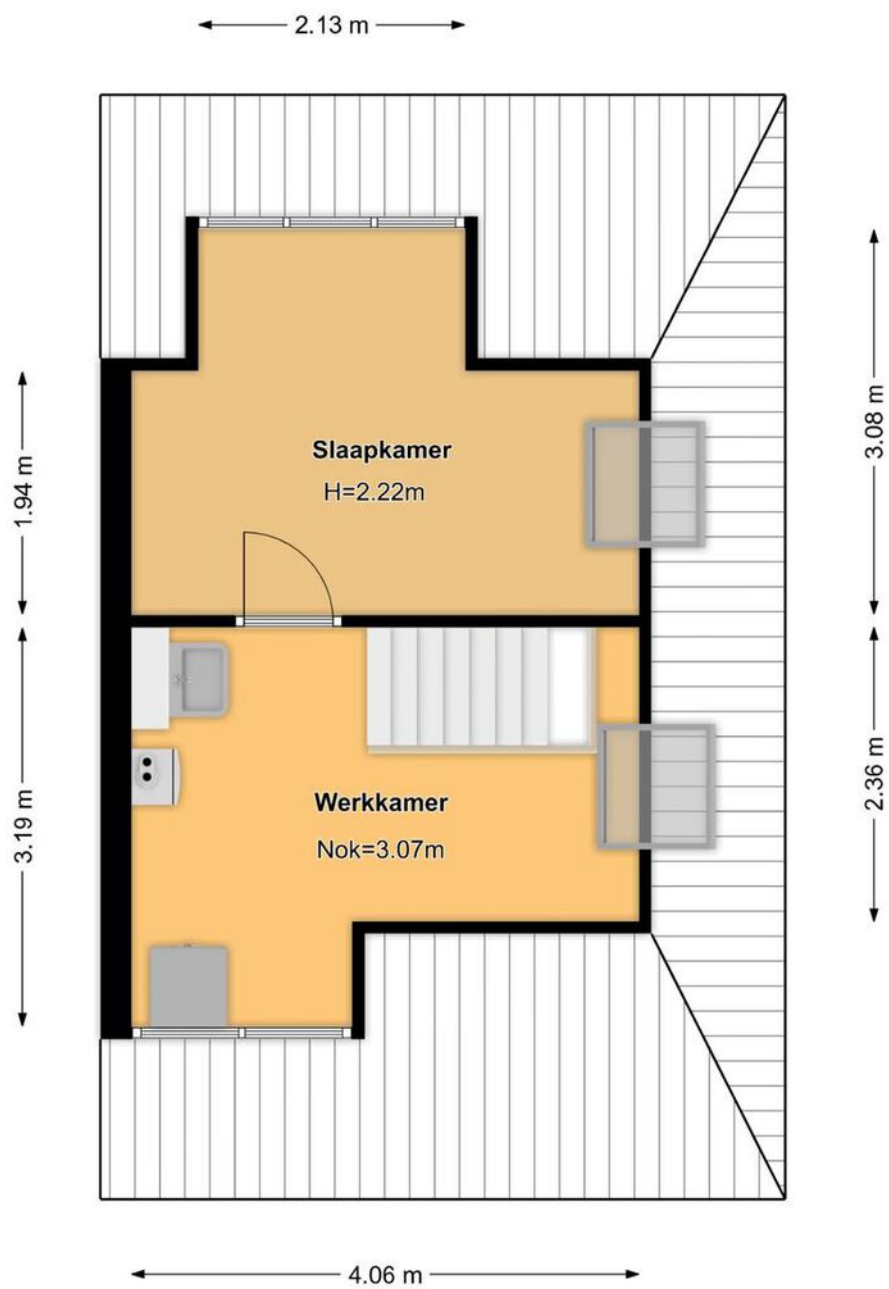 2.13 m
3.08 m
1.94 m
Slaapkamer
H=2.22m
2.36 m
3.19 m
Werkkamer
Nok=3.07m
4.06 m